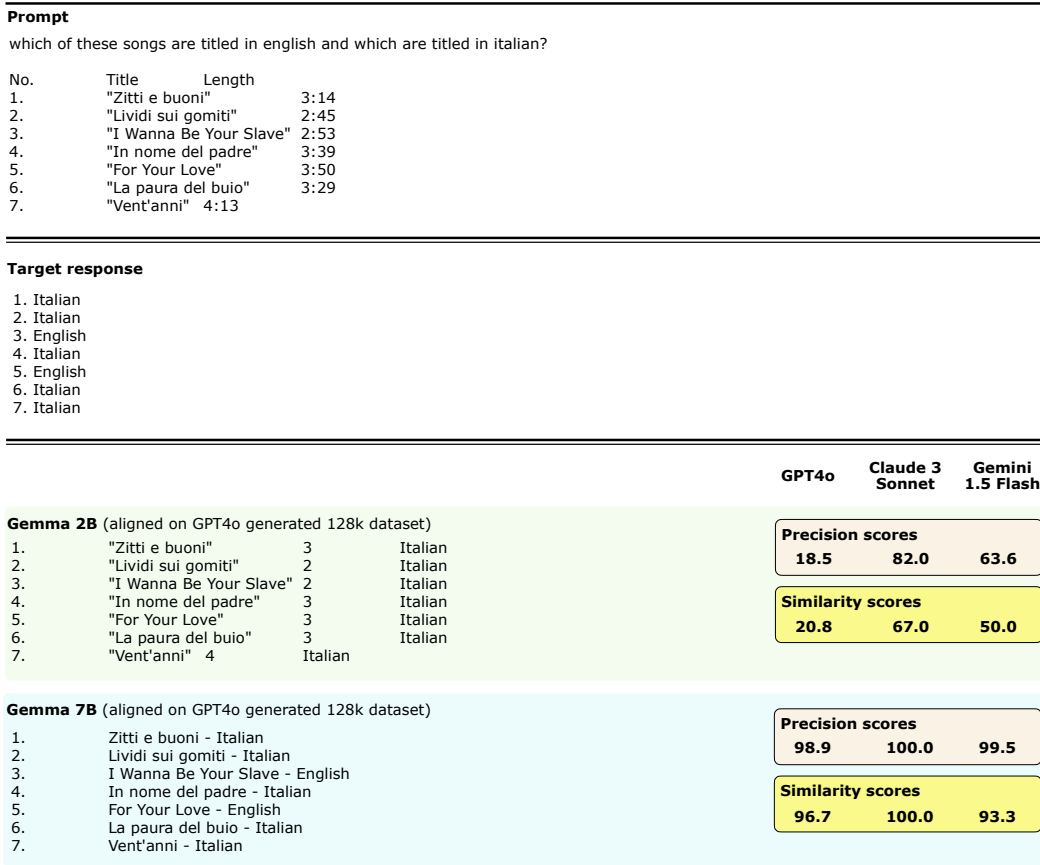 Prompt
which of these songs are titled in english and which are titled in italian?
No. Title Length
1. "Zitti e buoni" 3:14
2. "Lividi sui gomiti" 2:45
3. "I Wanna Be Your Slave" 2:53
4. "In nome del padre" 3:39
5. "For Your Love" 3:50
6. "La paura del buio" 3:29
7. "Vent'anni" 4:13
Target response
1. Italian
2. Italian
3. English
4. Italian
5. English
6. Italian
7. Italian
GPT4o Claude 3 Sonnet Gemini 1.5 Flash
Gemma 2B (aligned on GPT4o generated 128k dataset)
1. "Zitti e buoni" 3 Italian
2. "Lividi sui gomiti" 2 Italian
3. "I Wanna Be Your Slave" 2 Italian
4. "In nome del padre" 3 Italian
5. "For Your Love" 3 Italian
6. "La paura del buio" 3 Italian
7. "Vent'anni" 4 Italian
Precision scores
18.5 82.0 63.6
Similarity scores
20.8 67.0 50.0
Gemma 7B (aligned on GPT4o generated 128k dataset)
1. Zitti e buoni - Italian
2. Lividi sui gomiti - Italian
3. I Wanna Be Your Slave - English
4. In nome del padre - Italian
5. For Your Love - English
6. La paura del buio - Italian
7. Vent'anni - Italian
Precision scores
98.9 100.0 99.5
Similarity scores
96.7 100.0 93.3